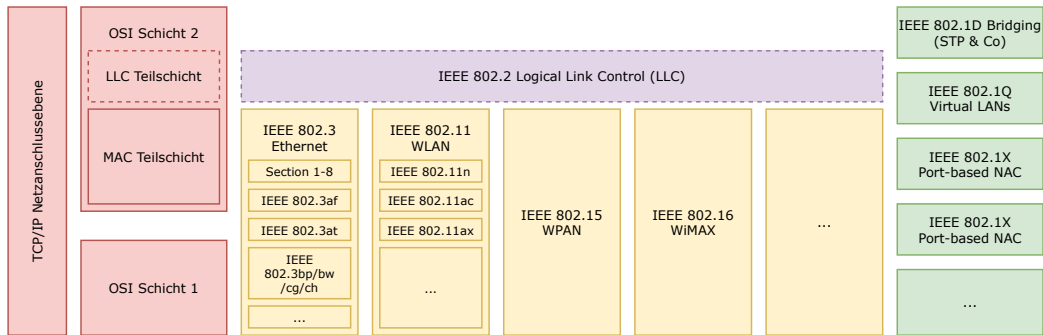 TCP/IP Netzanschlussebene
OSI Schicht 2
LLC Teilschicht
MAC Teilschicht
OSI Schicht 1
IEEE 802.2 Logical Link Control (LLC)
IEEE 802.3
Ethernet
Section 1-8
IEEE 802.3af
IEEE 802.3at
IEEE
802.3bp/bw
/cg/ch
...
IEEE 802.11
WLAN
IEEE 802.11n
IEEE 802.11ac
IEEE 802.11ax
...
IEEE 802.15
WPAN
IEEE 802.16
WiMAX
...
IEEE 802.1D Bridging
(STP & Co)
IEEE 802.1Q
Virtual LANs
IEEE 802.1X
Port-based NAC
IEEE 802.1X
Port-based NAC
...